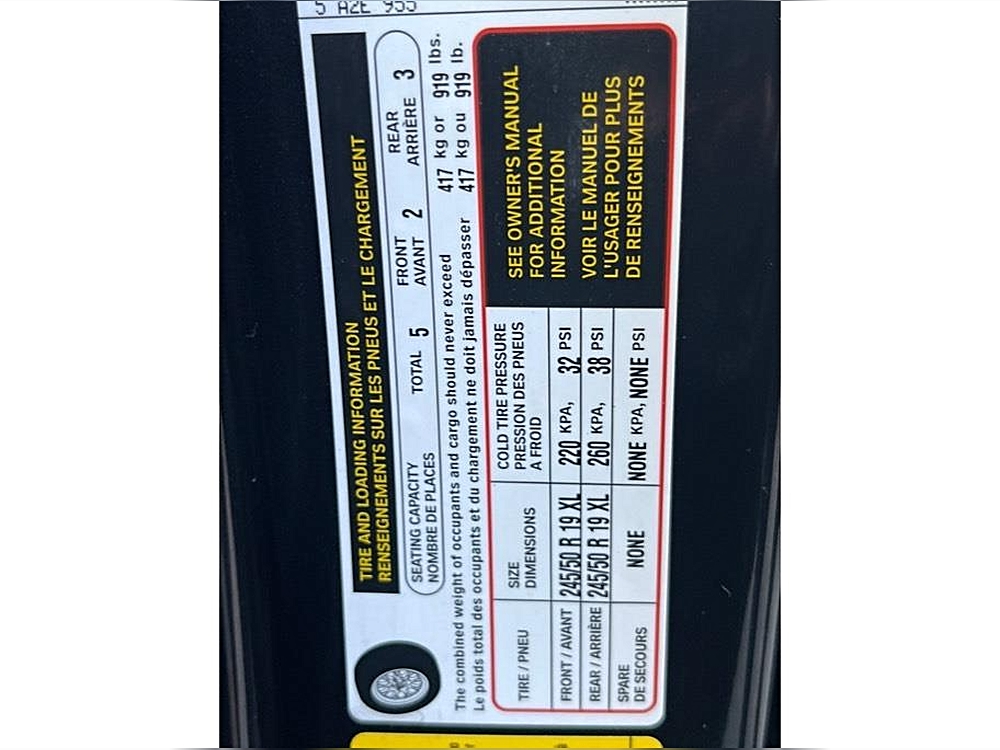 5 A2E 955
TIRE AND LOADING INFORMATION
RENSEIGNEMENTS SUR LES PNEUS ET LE CHARGEMENT
SEATING CAPACITY
NOMBRE DE PLACES
TOTAL 5
FRONT
AVANT 2
REAR
ARRIÈRE 3
The combined weight of occupants and cargo should never exceed 417 kg or 919 lbs.
Le poids total des occupants et du chargement ne doit jamais dépasser 417 kg ou 919 lb.
TIRE / PNEU
SIZE
DIMENSIONS
COLD TIRE PRESSURE
PRESSION DES PNEUS
A FROID
FRONT / AVANT 245/50 R 19 XL 220 KPA, 32 PSI
REAR / ARRIÈRE 245/50 R 19 XL 260 KPA, 38 PSI
SPARE
DE SECOURS NONE NONE KPA, NONE PSI
SEE OWNER'S MANUAL
FOR ADDITIONAL
INFORMATION
VOIR LE MANUEL DE
L'USAGER POUR PLUS
DE RENSEIGNEMENTS